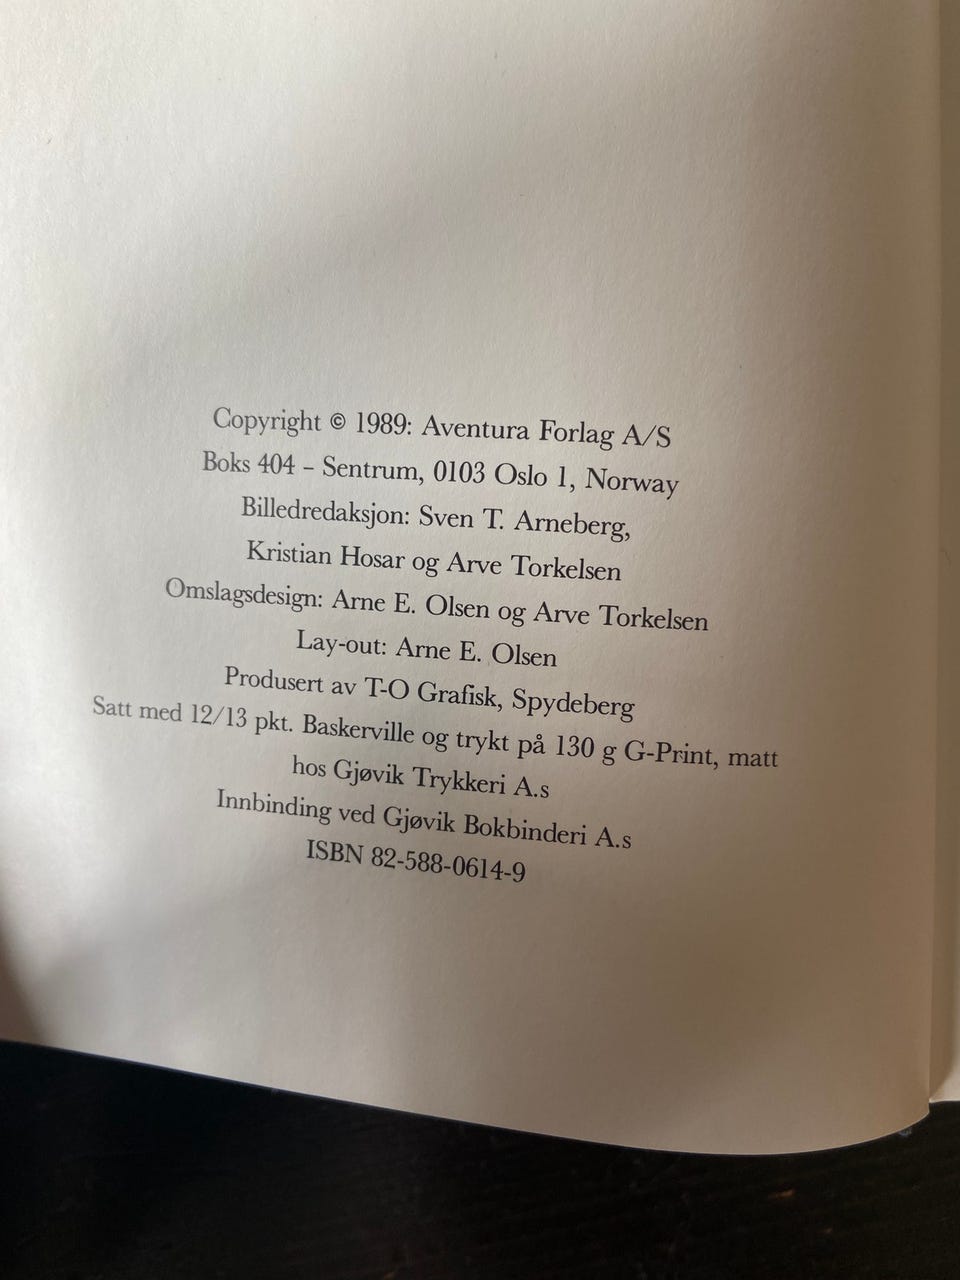 Copyright © 1989: Aventura Forlag A/S
Boks 404 – Sentrum, 0103 Oslo 1, Norway
Billedredaksjon: Sven T. Arneberg,
Kristian Hosar og Arve Torkelsen
Omslagsdesign: Arne E. Olsen og Arve Torkelsen
Lay-out: Arne E. Olsen
Produsert av T-O Grafisk, Spydeberg
Satt med 12/13 pkt. Baskerville og trykt på 130 g G-Print, matt
hos Gjøvik Trykkeri A.s
Innbinding ved Gjøvik Bokbinderi A.s
ISBN 82-588-0614-9